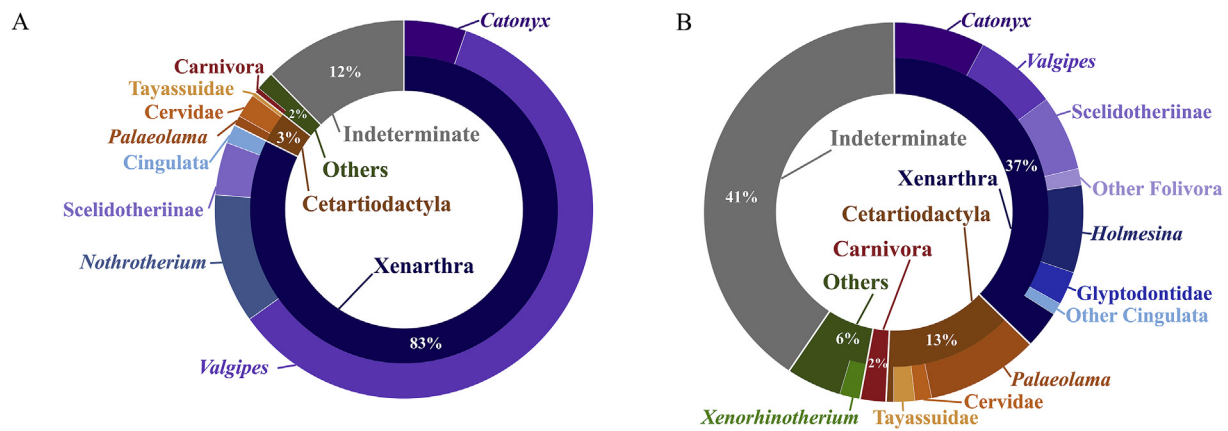 A
Catonyx
12%
Carnivora
Tayassuidae
Cervidae
Palaeolama
Cingulata
2%
3%
Indeterminate
Others
Cetartiodactyla
Scelidotheriinae
Nothrotherium
Xenarthra
83%
Valgipes
B
Catonyx
Valgipes
Scelidotheriinae
Indeterminate
37%
Xenarthra
Other Folivora
41%
Cetartiodactyla
Holmesina
Carnivora
Others
Glyptodontidae
Other Cingulata
6%
13%
2%
Palaeolama
Cervidae
Xenorhinotherium
Tayassuidae